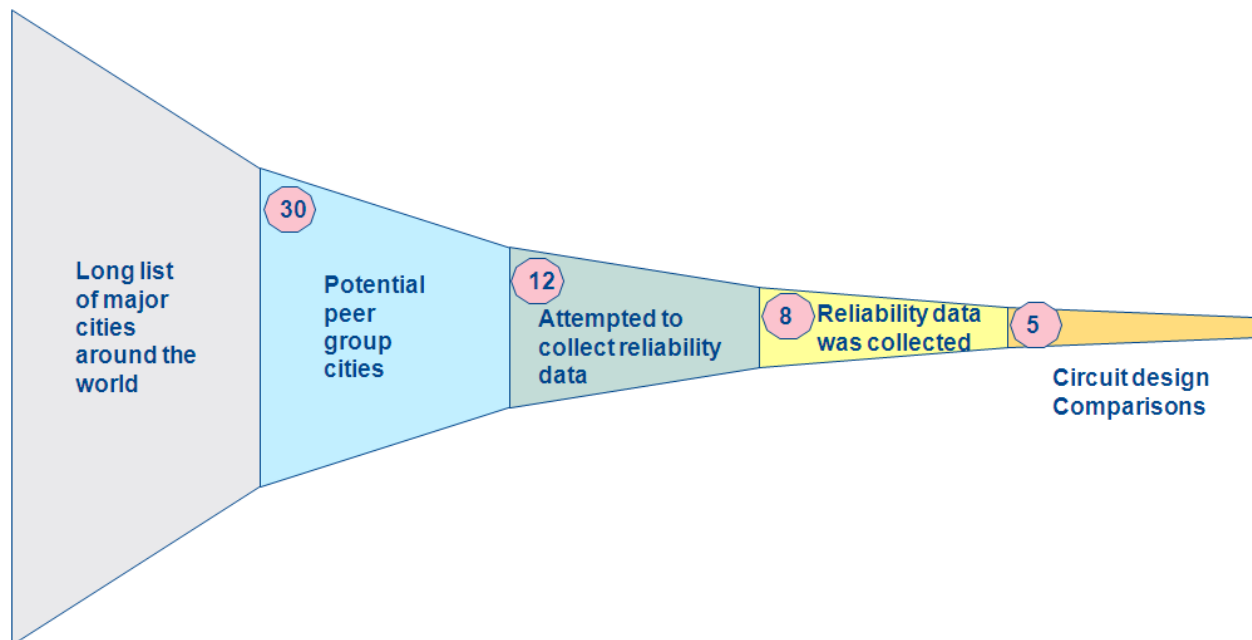 Long list
of major
cities
around the
world
30
Potential
peer
group
cities
12
Attempted to
collect reliability
data
8
Reliability data
was collected
5
Circuit design
Comparisons